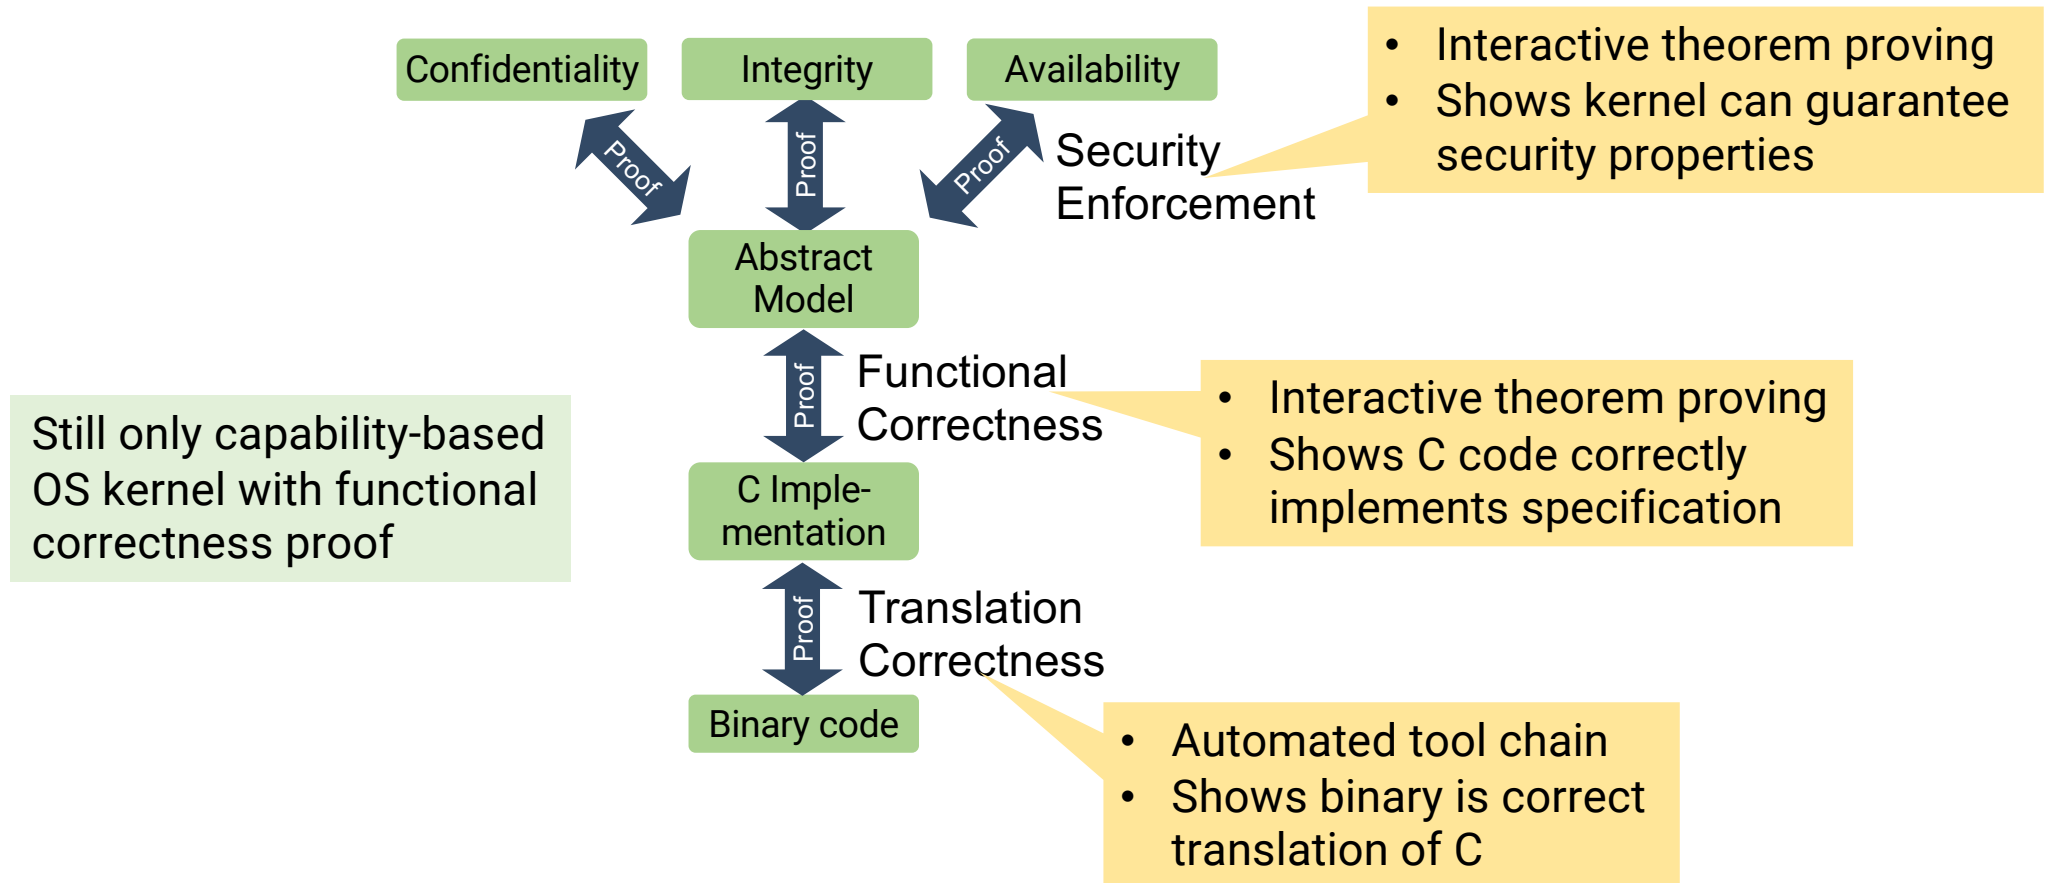 Confidentiality
Integrity
Availability
• Interactive theorem proving
• Shows kernel can guarantee
security properties
Proof
Proof
Proof
Security
Enforcement
Abstract
Model
Proof
Functional
Correctness
• Interactive theorem proving
• Shows C code correctly
implements specification
Still only capability-based
OS kernel with functional
correctness proof
C Imple-
mentation
Proof
Translation
Correctness
Binary code
• Automated tool chain
• Shows binary is correct
translation of C